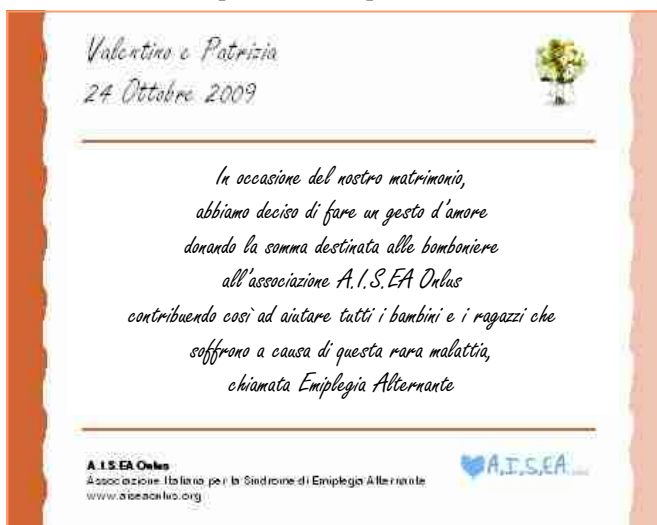 Valentino e Patrizia
24 Ottobre 2009
In occasione del nostro matrimonio,
abbiamo deciso di fare un gesto d'amore
donando la somma destinata alle bomboniere
all'associazione A.I.S.EA Onlus
contribuendo così ad aiutare tutti i bambini e i ragazzi che
soffrono a causa di questa rara malattia,
chiamata Emiplegia Alternante
A.I.S.EA Onlus
Associazione Italiana per la Sindrome di Emiplegia Alternante
www.aiseaonlus.org
A.I.S.EA